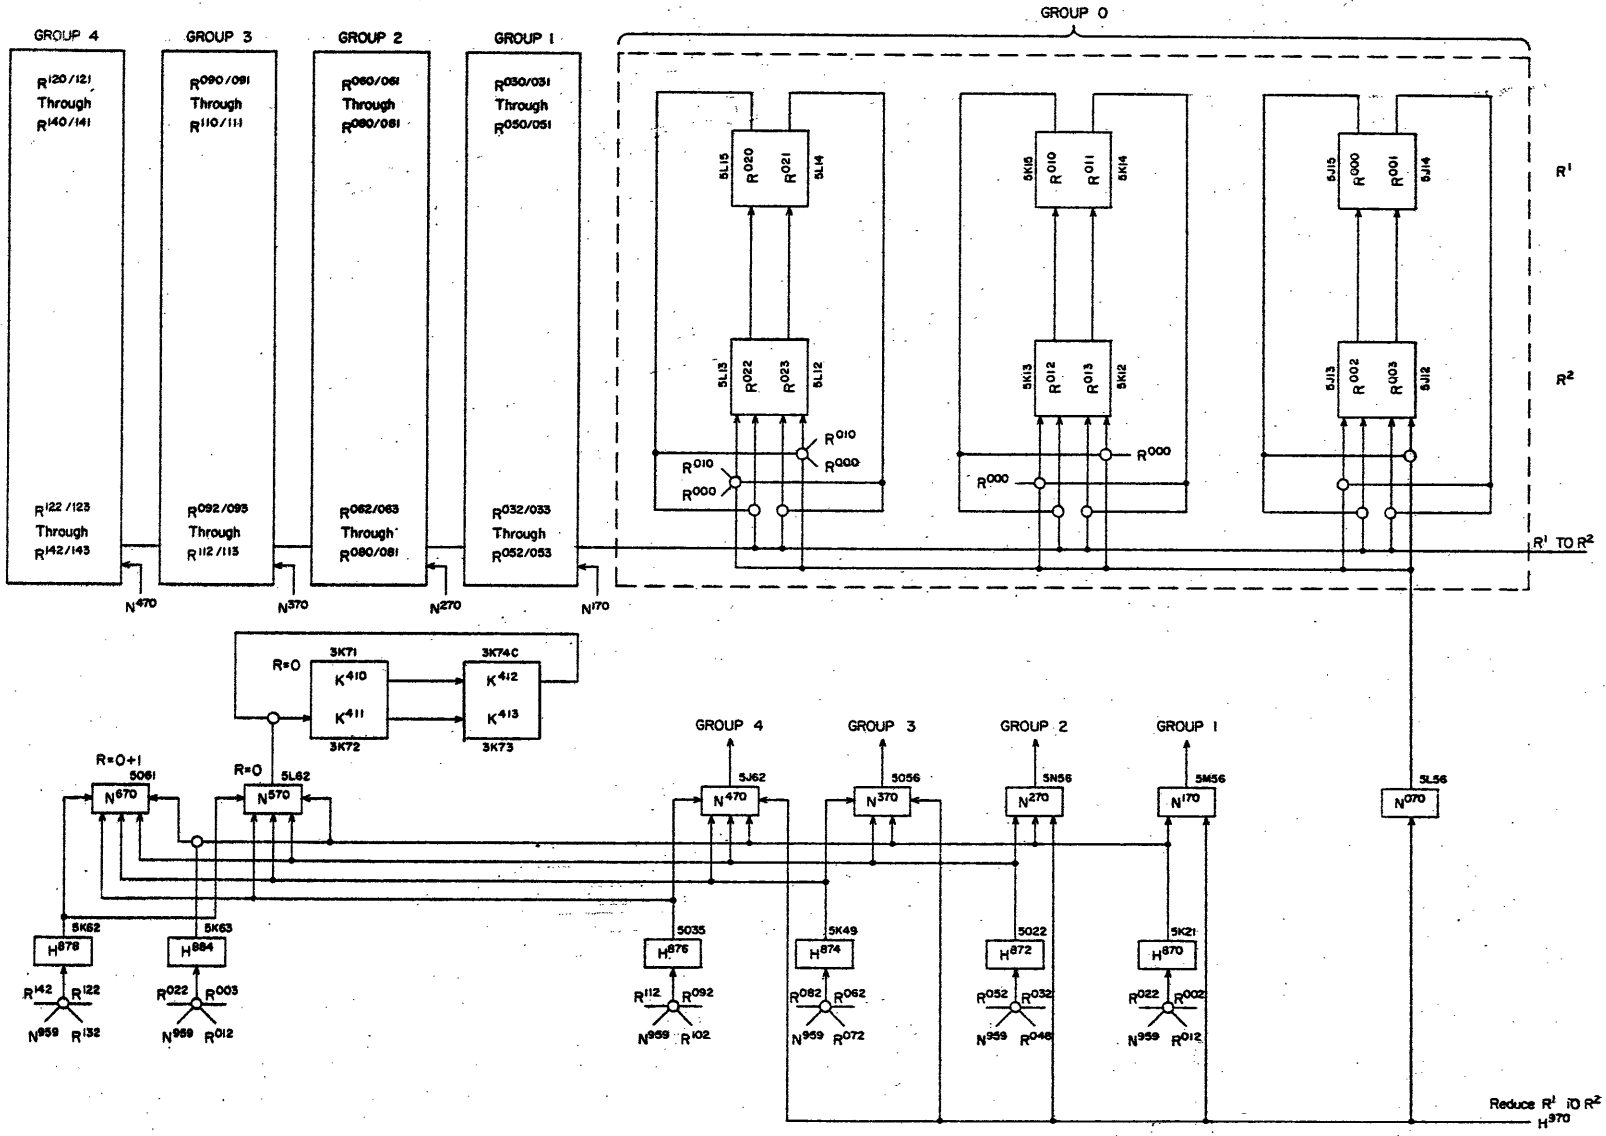 GROUP 0
GROUP 4
GROUP 3
GROUP 2
GROUP 1
R120/121
Through
R140/141
R090/091
Through
R110/111
R060/061
Through
R080/081
R030/031
Through
R050/051
5L15
R020
R021
5L14
5K15
R010
R011
5K14
5J15
R000
R001
5J14
R1
5L13
R022
R023
5L12
5K13
R012
R013
5K12
5J13
R002
R003
5J12
R2
R010
R000
R010
R000
R000
R000
R122/123
Through
R142/143
R092/093
Through
R112/113
R062/063
Through
R080/081
R032/033
Through
R052/053
R1 TO R2
N470
N370
N270
N170
R=0
3K71
K410
K411
3K72
3K74C
K412
K413
3K73
GROUP 4
GROUP 3
GROUP 2
GROUP 1
R=0+1
5O61
N670
R=0
5L62
N570
5J62
N470
5O56
N370
5N56
N270
5M56
N170
5L56
N070
5K62
H878
5K63
H884
5O35
H876
5K49
H874
5O22
H872
5K21
H870
R142
R122
N959
R132
R022
R003
N959
R012
R112
R092
N959
R102
R082
R062
N959
R072
R052
R032
N959
R022
R002
N959
R012
Reduce R1 TO R2
H970